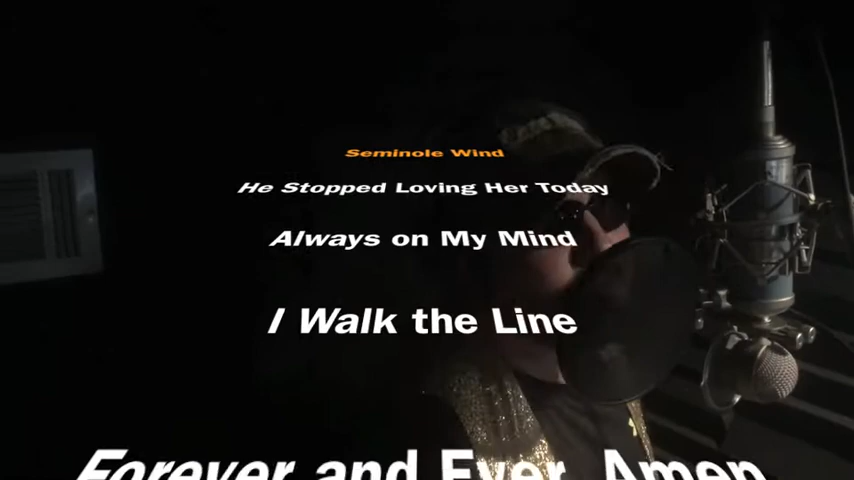 Seminole Wind
He Stopped Loving Her Today
Always on My Mind
I Walk the Line
Forever and Ever, Amen